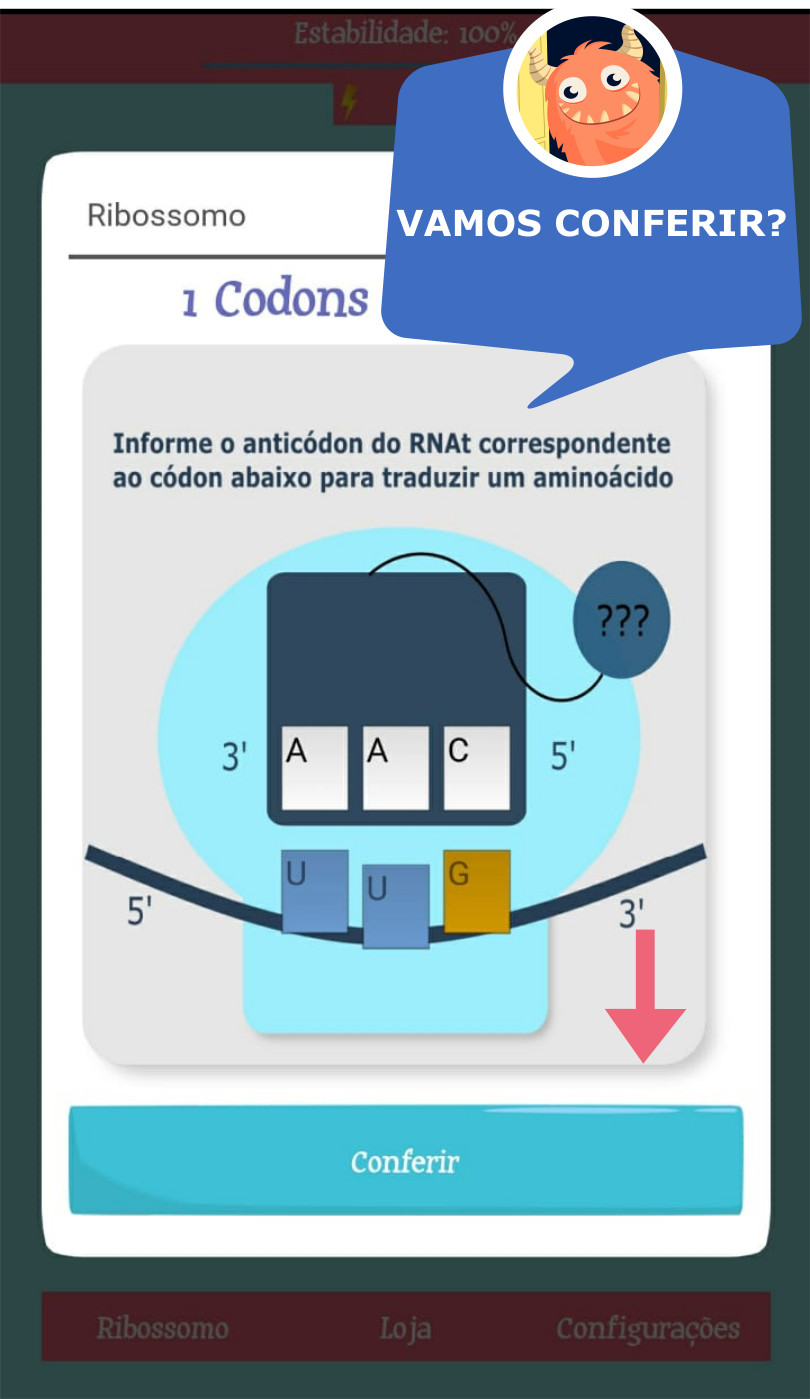 Estabilidade: 100%
VAMOS CONFERIR?
Ribossomo
1 Codons
Informe o anticódon do RNAt correspondente
ao códon abaixo para traduzir um aminoácido
???
3' A A C 5'
U U G
5' 3'
Conferir
Ribossomo Loja Configurações